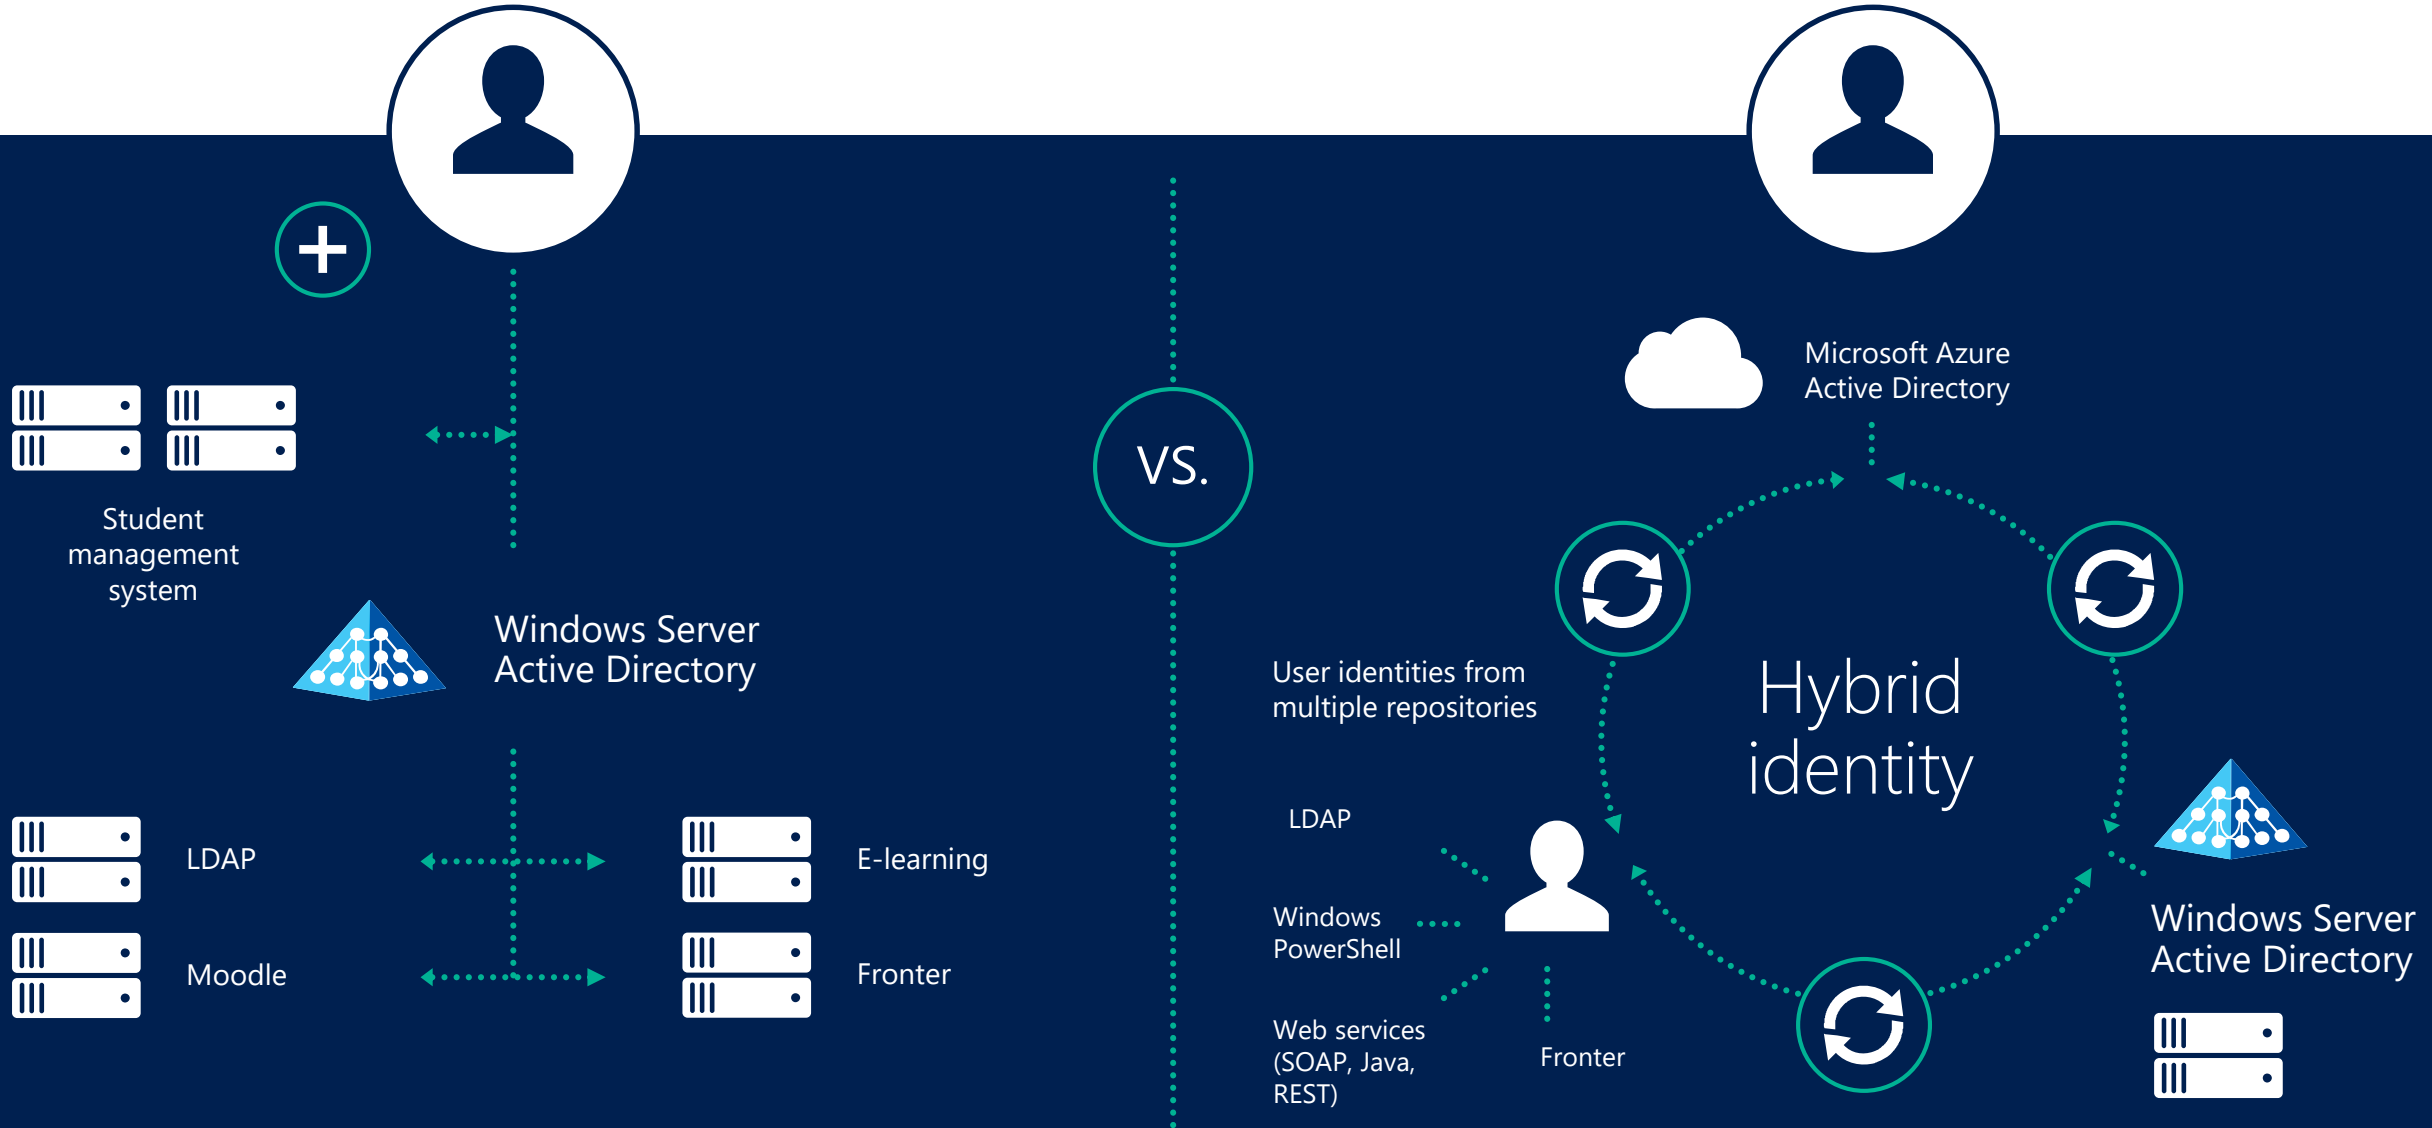 Student
management
system
Windows Server
Active Directory
LDAP
E-learning
Moodle
Fronter
VS.
Microsoft Azure
Active Directory
User identities from
multiple repositories
Hybrid
identity
LDAP
Windows
PowerShell
Web services
(SOAP, Java,
REST)
Fronter
Windows Server
Active Directory